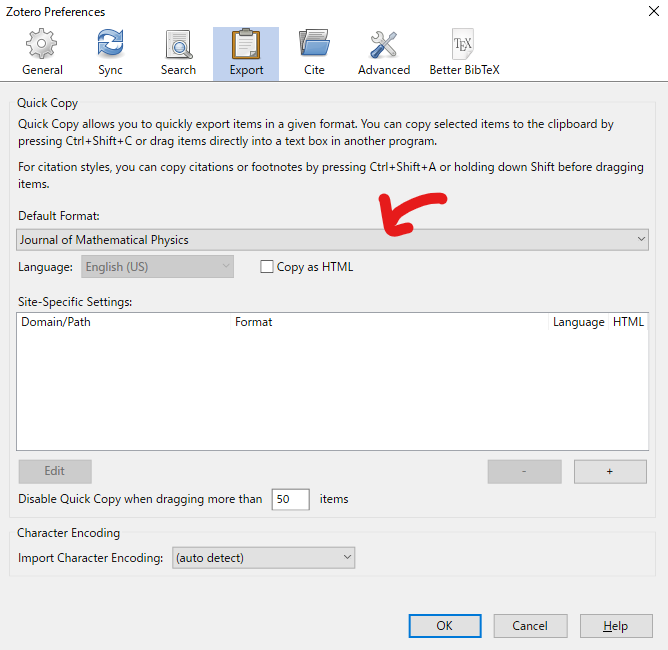 Zotero Preferences
General Sync Search Export Cite Advanced TEX Better BibTeX
Quick Copy
Quick Copy allows you to quickly export items in a given format. You can copy selected items to the clipboard by
pressing Ctrl+Shift+C or drag items directly into a text box in another program.
For citation styles, you can copy citations or footnotes by pressing Ctrl+Shift+A or holding down Shift before dragging
items.
Default Format:
Journal of Mathematical Physics
Language: English (US) Copy as HTML
Site-Specific Settings:
Domain/Path Format Language HTML
Edit - +
Disable Quick Copy when dragging more than 50 items
Character Encoding
Import Character Encoding: (auto detect)
OK Cancel Help